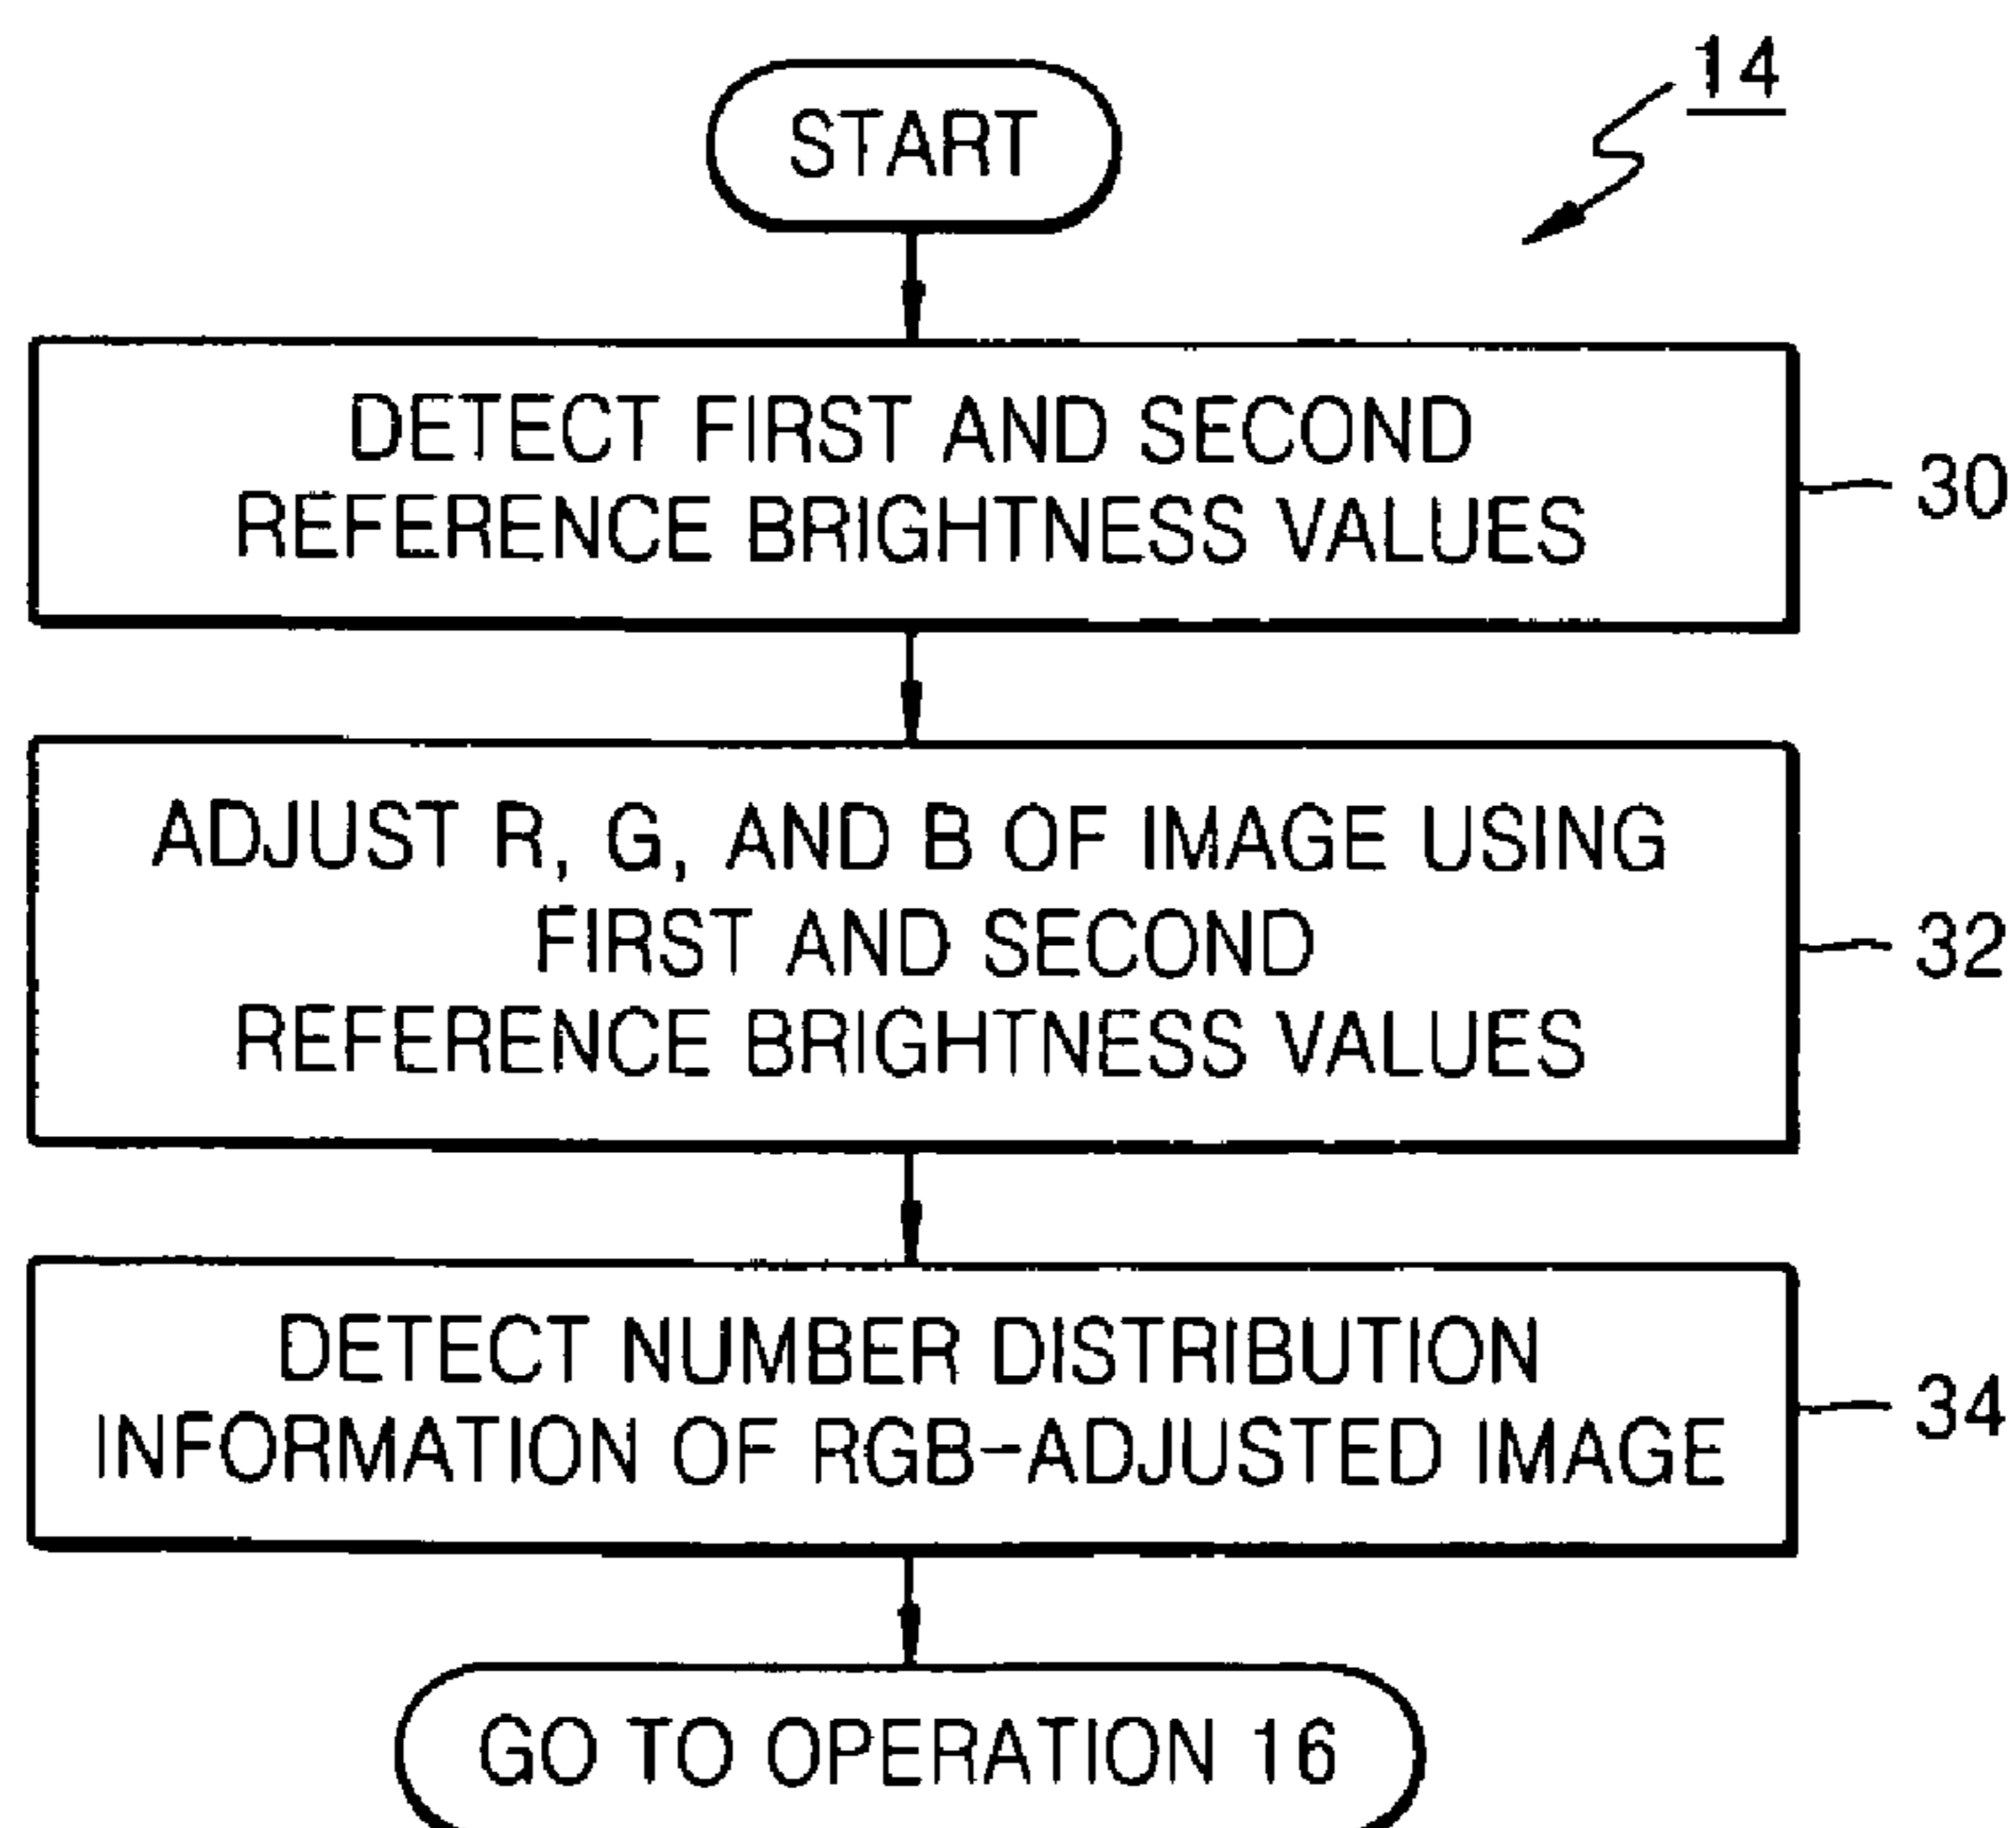 14
START
DETECT FIRST AND SECOND
REFERENCE BRIGHTNESS VALUES
30
ADJUST R, G, AND B OF IMAGE USING
FIRST AND SECOND
REFERENCE BRIGHTNESS VALUES
32
DETECT NUMBER DISTRIBUTION
INFORMATION OF RGB-ADJUSTED IMAGE
34
GO TO OPERATION 16